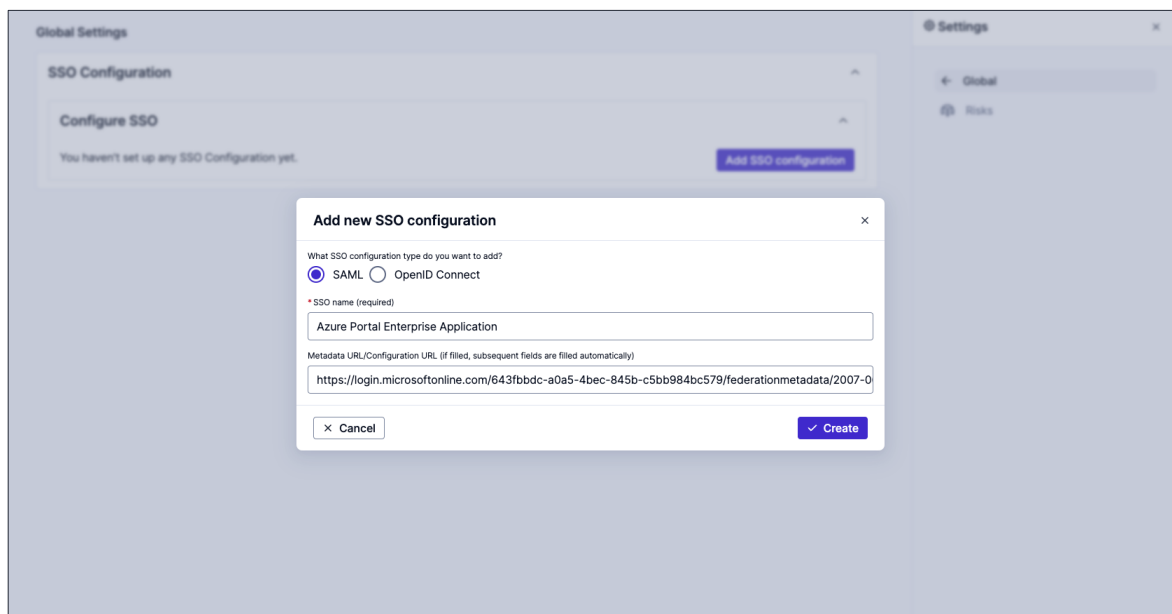 Global Settings
Settings
SSO Configuration
Global
Risks
Configure SSO
You haven't set up any SSO Configuration yet.
Add SSO configuration
Add new SSO configuration
What SSO configuration type do you want to add?
SAML OpenID Connect
* SSO name (required)
Azure Portal Enterprise Application
Metadata URL/Configuration URL (if filled, subsequent fields are filled automatically)
https://login.microsoftonline.com/643fbbdc-a0a5-4bec-845b-c5bb984bc579/federationmetadata/2007-0
Cancel
Create